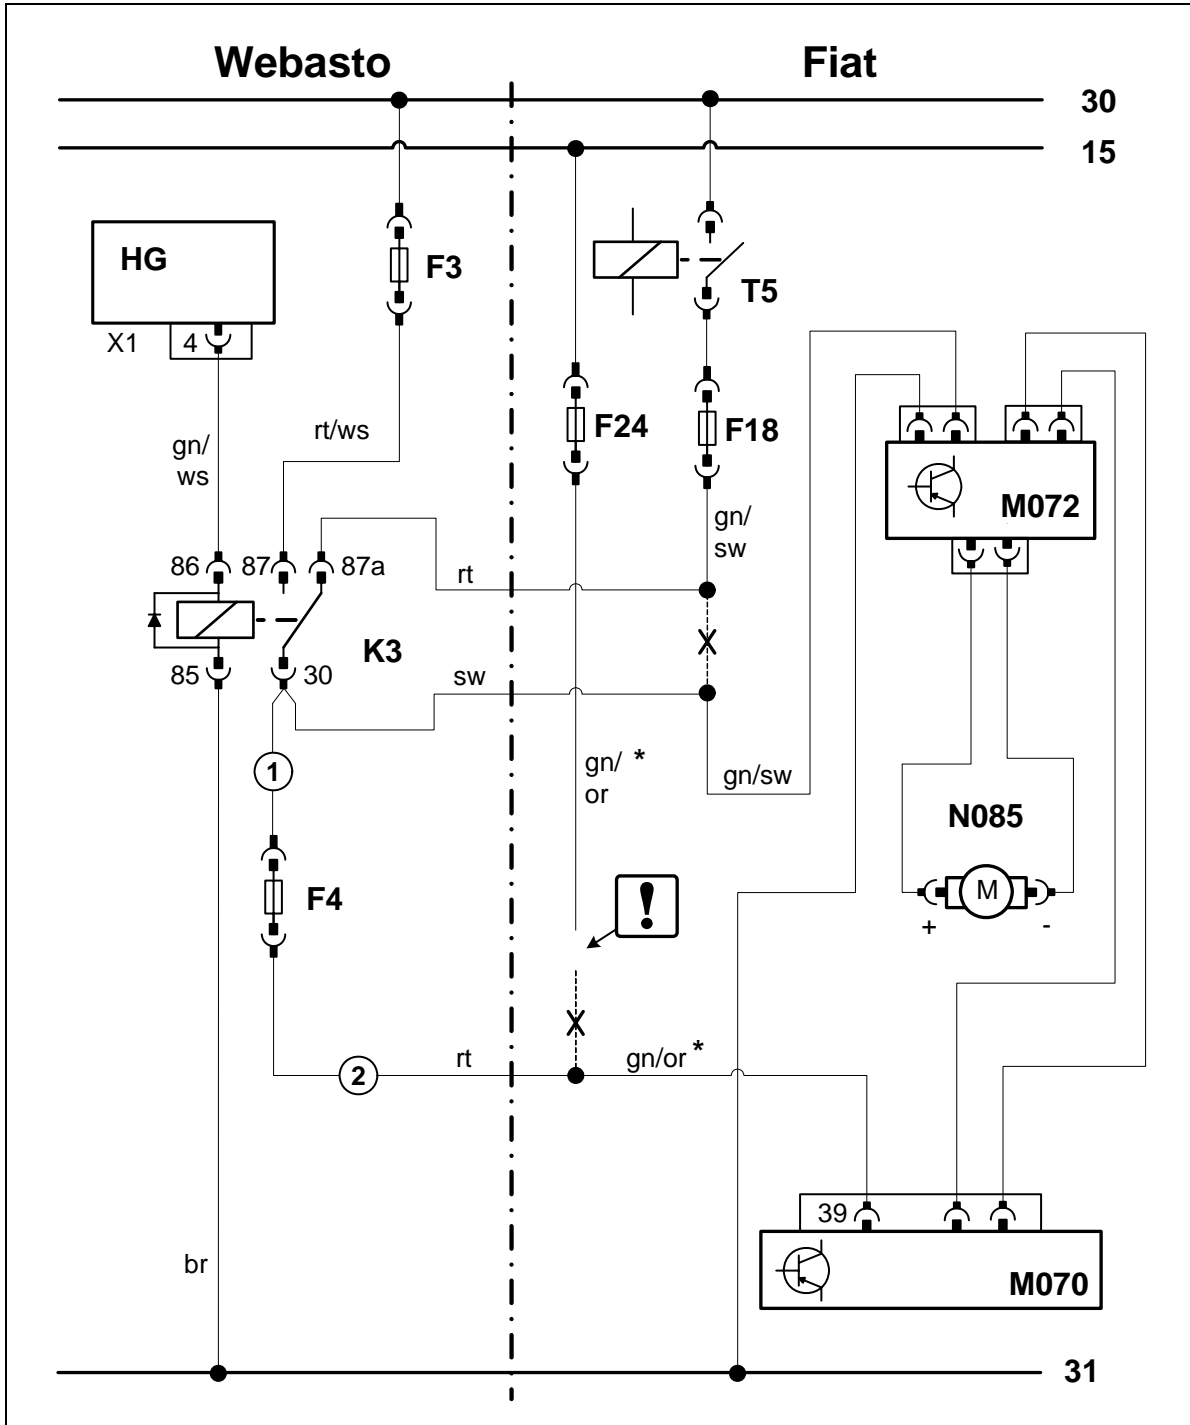 Webasto
Fiat
30
15
HG
F3
T5
X1
4
gn/
ws
rt/ws
F24
F18
M072
gn/
sw
86
87
87a
rt
K3
85
30
sw
1
gn/ *
or
gn/sw
N085
M
+
-
F4
!
2
rt
gn/or *
39
M070
br
31